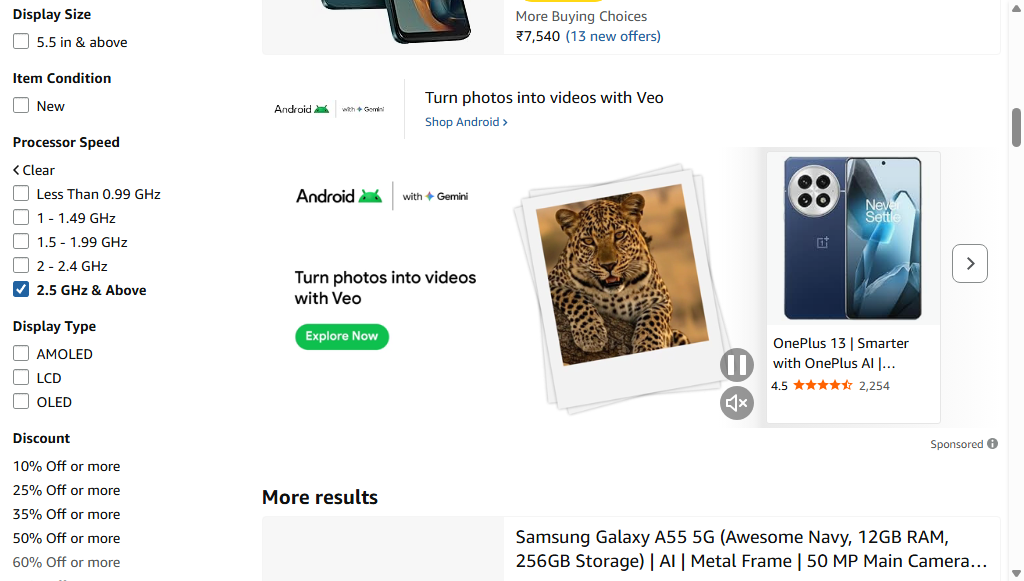 Display Size
5.5 in & above
Item Condition
New
Processor Speed
Clear
Less Than 0.99 GHz
1 - 1.49 GHz
1.5 - 1.99 GHz
2 - 2.4 GHz
2.5 GHz & Above
Display Type
AMOLED
LCD
OLED
Discount
10% Off or more
25% Off or more
35% Off or more
50% Off or more
60% Off or more
More Buying Choices
₹7,540 (13 new offers)
Android with Gemini
Turn photos into videos with Veo
Shop Android ›
Android with Gemini
Turn photos into videos
with Veo
Explore Now
Never
Settle
OnePlus 13 | Smarter
with OnePlus AI |...
4.5 2,254
Sponsored
More results
Samsung Galaxy A55 5G (Awesome Navy, 12GB RAM,
256GB Storage) | AI | Metal Frame | 50 MP Main Camera...